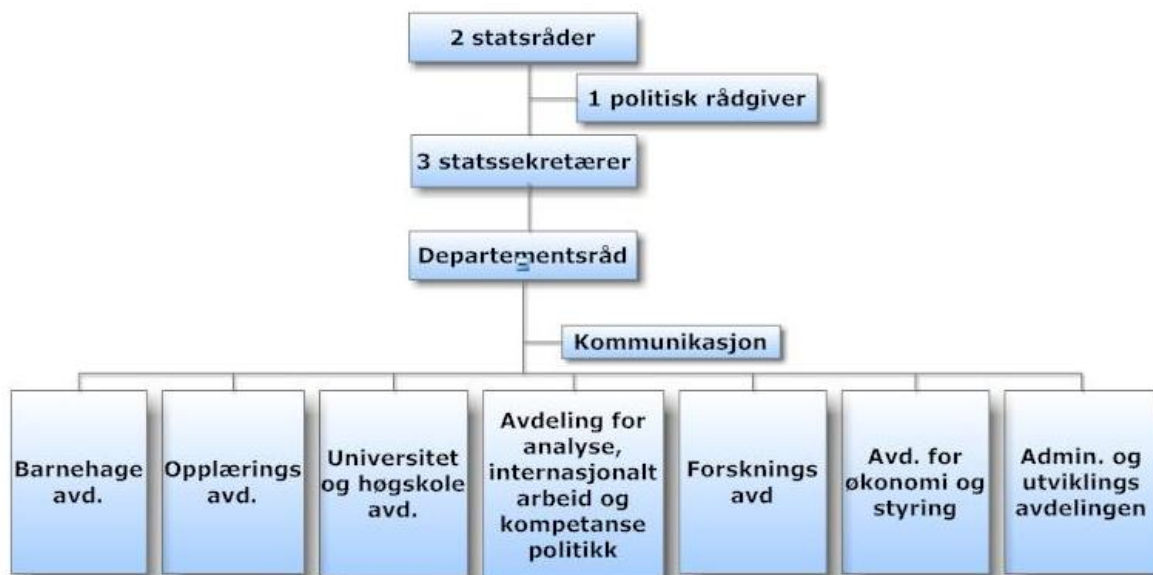 2 statsråder
1 politisk rådgiver
3 statssekretærer
Departementsråd
Kommunikasjon
Barnehage
avd.
Opplærings
avd.
Universitet
og høgskole
avd.
Avdeling for
analyse,
internasjonalt
arbeid og
kompetanse
politikk
Forsknings
avd
Avd. for
økonomi og
styring
Admin. og
utviklings
avdelingen